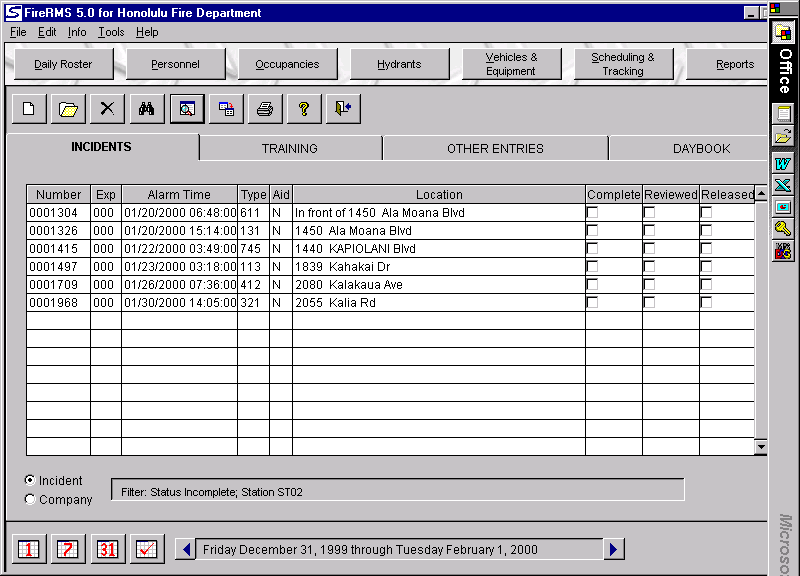 FireRMS 5.0 for Honolulu Fire Department
File Edit Info Tools Help
Daily Roster Personnel Occupancies Hydrants Vehicles & Equipment Scheduling & Tracking Reports
INCIDENTS TRAINING OTHER ENTRIES DAYBOOK
Number Exp Alarm Time Type Aid Location Complete Reviewed Released
0001304 000 01/20/2000 06:48:00 611 N In front of 1450 Ala Moana Blvd
0001326 000 01/20/2000 15:14:00 131 N 1450 Ala Moana Blvd
0001415 000 01/22/2000 03:49:00 745 N 1440 KAPIOLANI Blvd
0001497 000 01/23/2000 03:18:00 113 N 1839 Kahakai Dr
0001709 000 01/26/2000 07:36:00 412 N 2080 Kalakaua Ave
0001968 000 01/30/2000 14:05:00 321 N 2055 Kalia Rd
Incident
Company
Filter: Status Incomplete; Station ST02
1 7 31
Friday December 31, 1999 through Tuesday February 1, 2000
Office
Microso